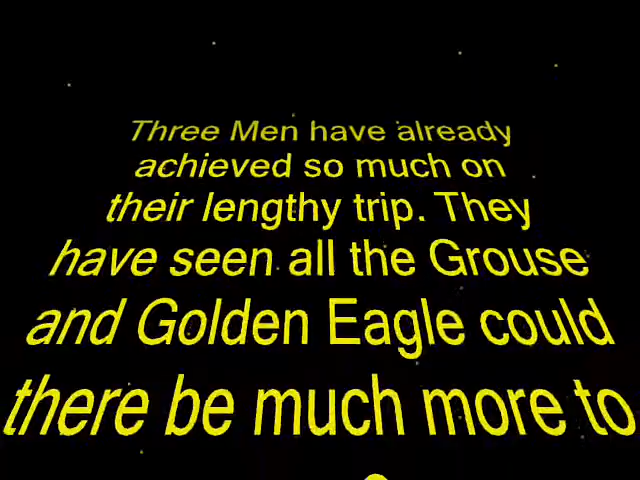 Three Men have already
achieved so much on
their lengthy trip. They
have seen all the Grouse
and Golden Eagle could
there be much more to